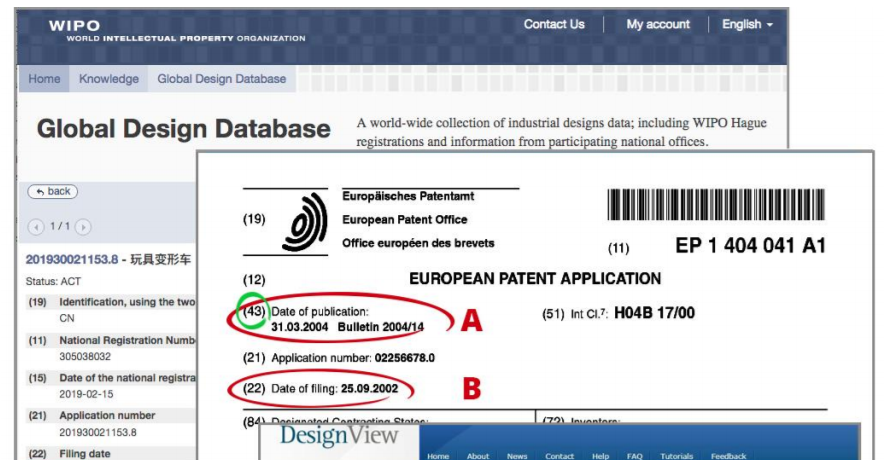 WIPO
WORLD INTELLECTUAL PROPERTY ORGANIZATION
Contact Us
My account
English
Home
Knowledge
Global Design Database
Global Design Database
A world-wide collection of industrial designs data; including WIPO Hague
registrations and information from participating national offices.
back
1 / 1
201930021153.8 - 玩具变形车
Status: ACT
(19) Identification, using the two
CN
(11) National Registration Numb
305038032
(15) Date of the national registra
2019-02-15
(21) Application number
201930021153.8
(22) Filing date
(19)
Europäisches Patentamt
European Patent Office
Office européen des brevets
(11) EP 1 404 041 A1
(12) EUROPEAN PATENT APPLICATION
(43) Date of publication:
31.03.2004 Bulletin 2004/14
A
(51) Int Cl.7: H04B 17/00
(21) Application number: 02256678.0
(22) Date of filing: 25.09.2002
B
(84) Designated Contracting States:
(72) Inventors:
DesignView
Home
About
News
Contact
Help
FAQ
Tutorials
Feedback